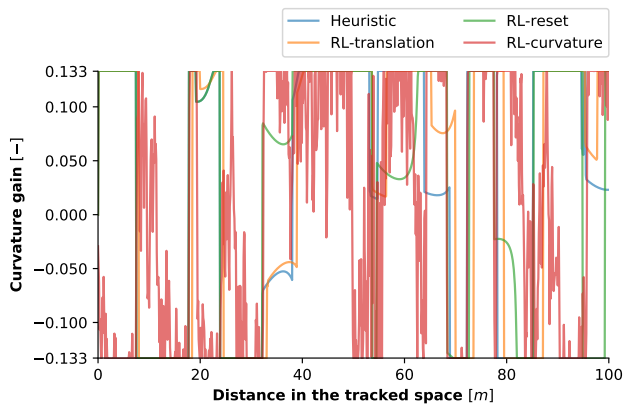 Heuristic
RL-reset
RL-translation
RL-curvature
0.133
0.100
0.050
0.000
−0.050
−0.100
−0.133
Curvature gain [−]
0
20
40
60
80
100
Distance in the tracked space [m]